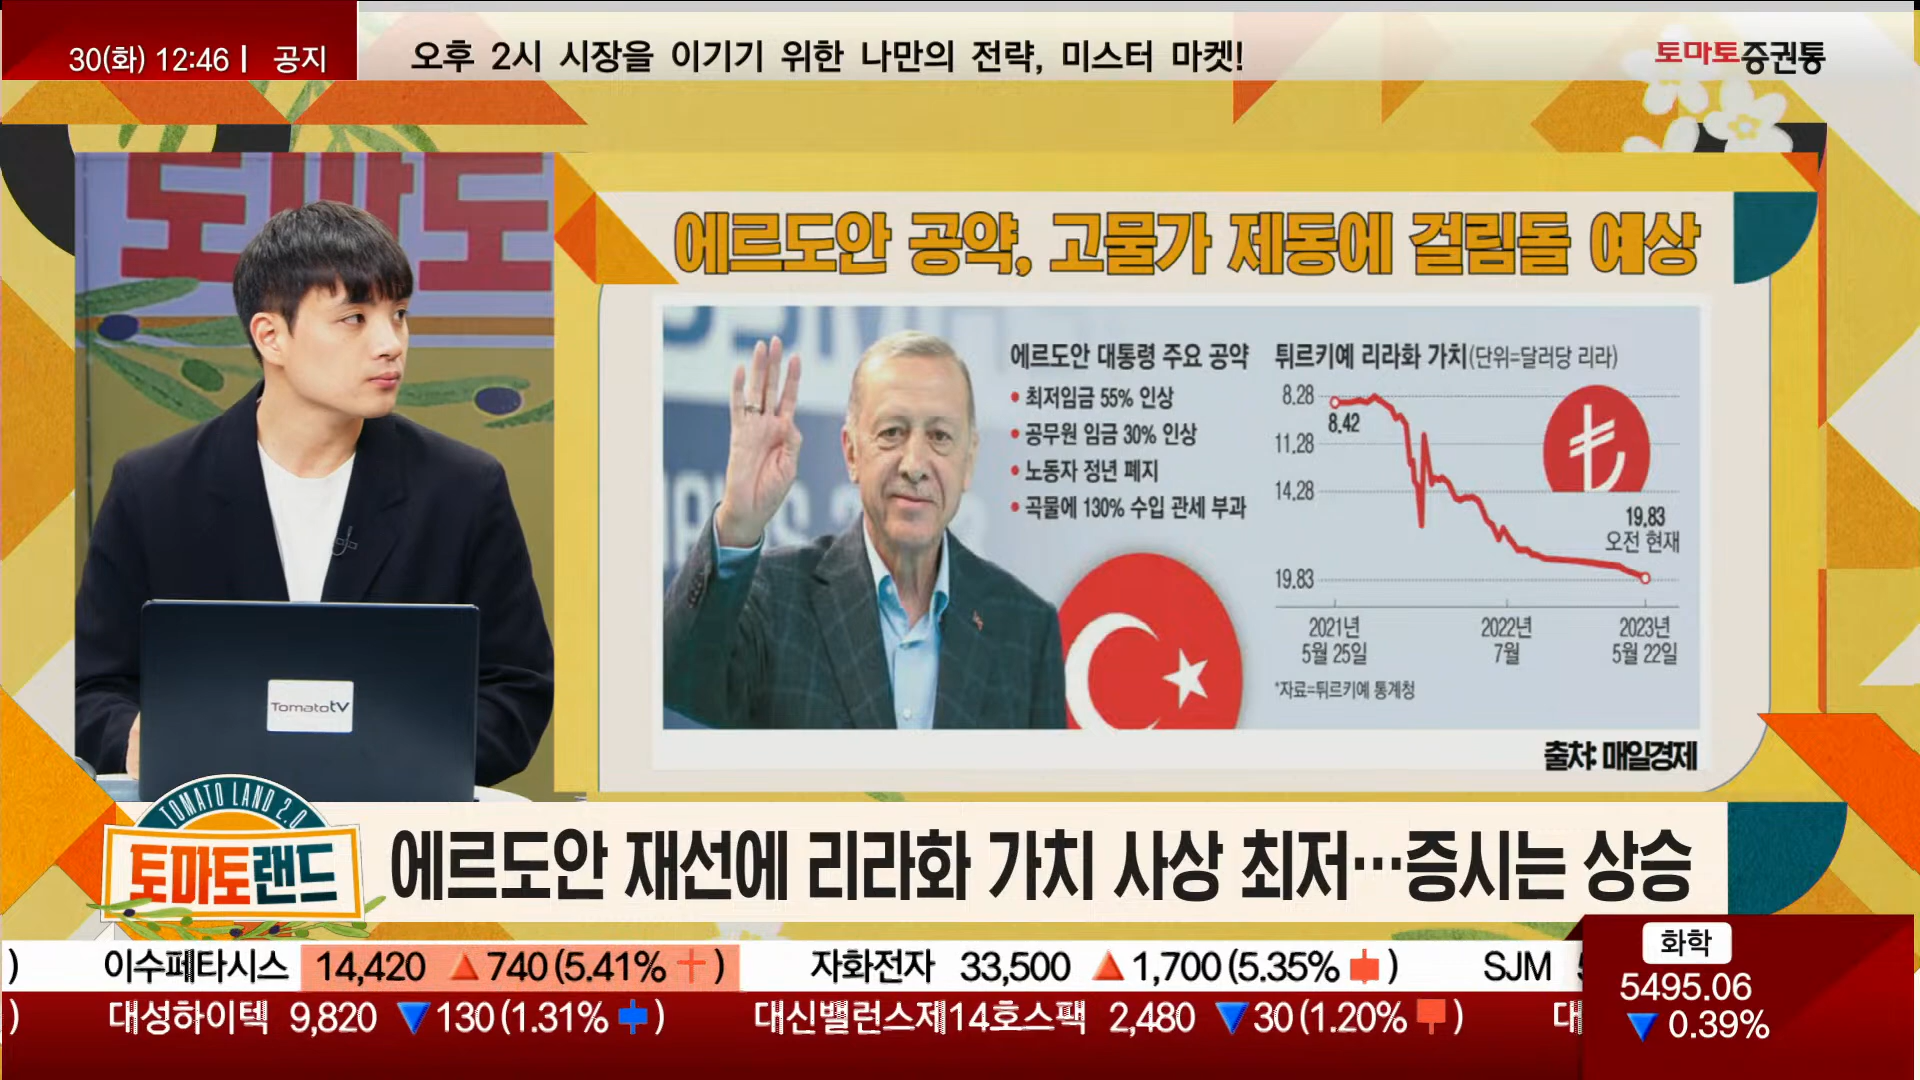 30(화) 12:46 | 공지
오후 2시 시장을 이기기 위한 나만의 전략, 미스터 마켓!
토마토증권통
토마토
에르도안 공약, 고물가 제동에 걸림돌 예상
에르도안 대통령 주요 공약
• 최저임금 55% 인상
• 공무원 임금 30% 인상
• 노동자 정년 폐지
• 곡물에 130% 수입 관세 부과
튀르키예 리라화 가치(단위=달러당 리라)
8.28
8.42
11.28
14.28
19.83
오전 현재
19.83
2021년
5월 25일
2022년
7월
2023년
5월 22일
*자료=튀르키예 통계청
출처: 매일경제
TomatoTV
TOMATO LAND 2.0
토마토랜드
에르도안 재선에 리라화 가치 사상 최저…증시는 상승
) 이수페타시스 14,420 ▲740(5.41% ) 자화전자 33,500 ▲1,700(5.35% ) SJM
) 대성하이텍 9,820 ▼130(1.31% ) 대신밸런스제14호스팩 2,480 ▼30(1.20% ) 대
화학
5495.06
▼ 0.39%